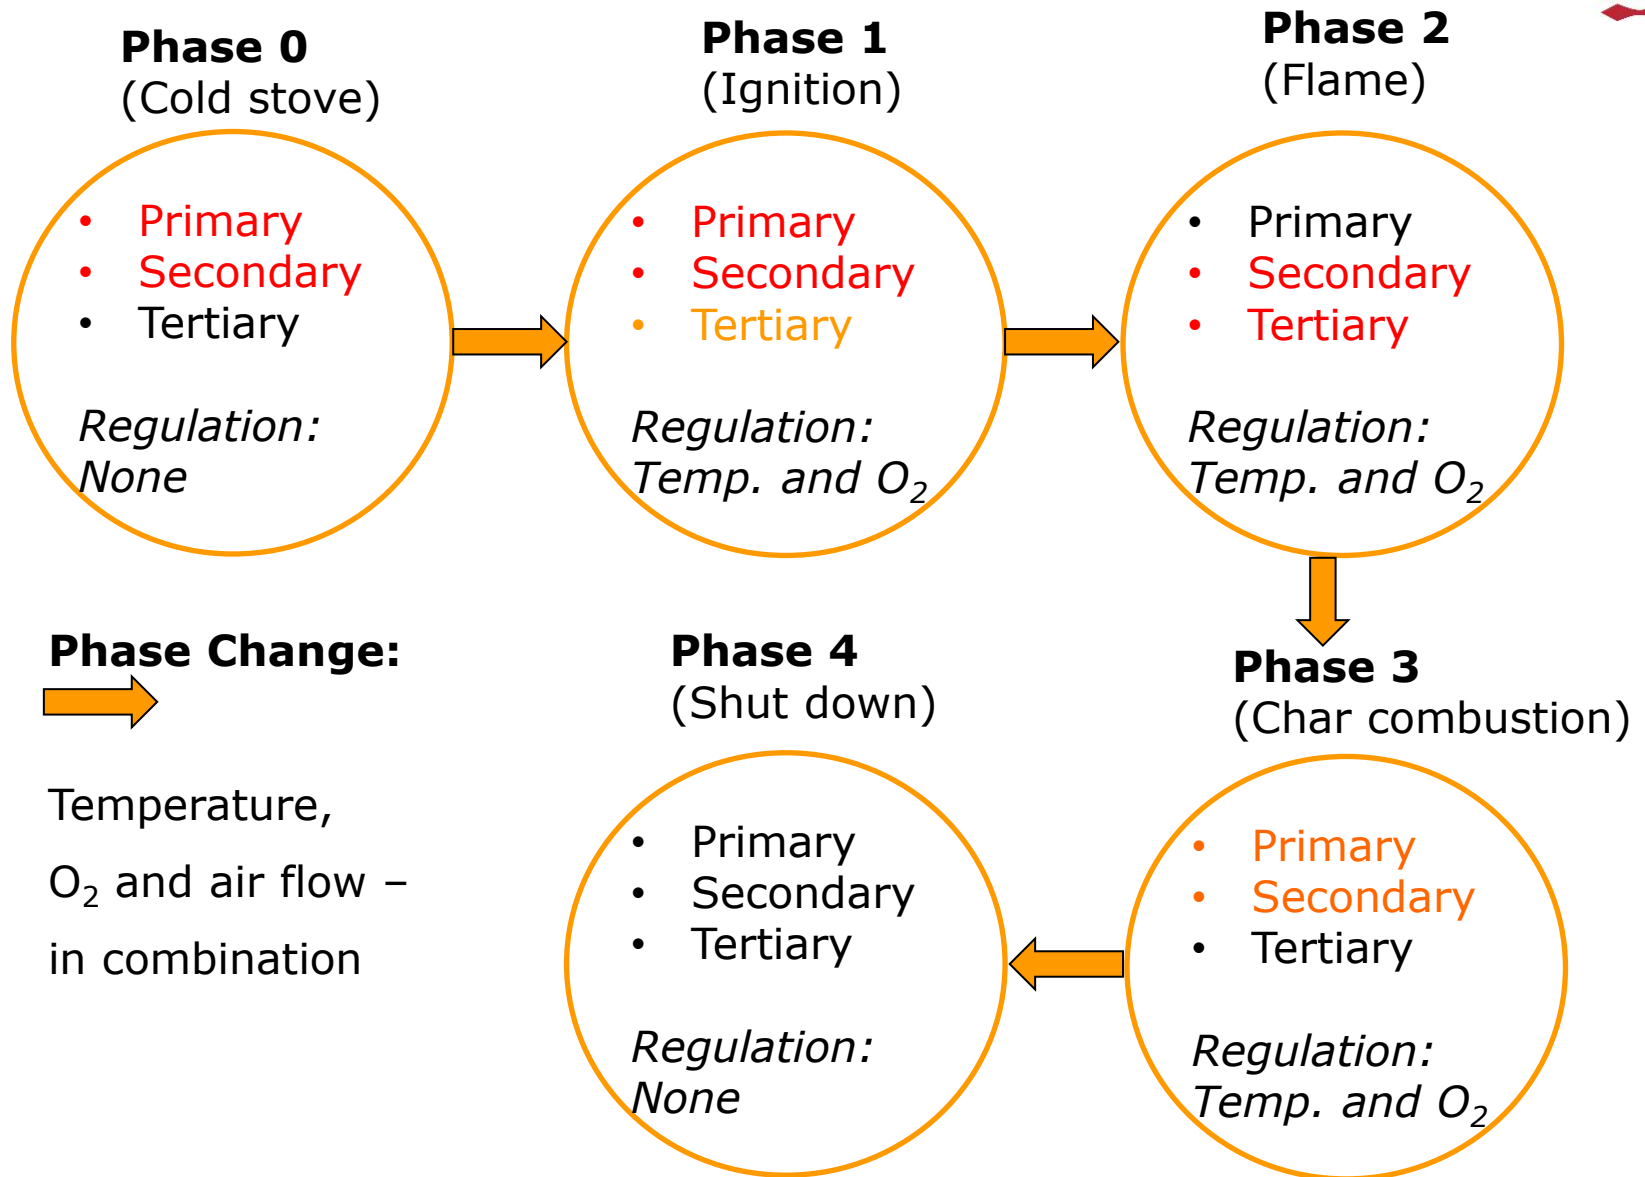 Phase 0
(Cold stove)
• Primary
• Secondary
• Tertiary
Regulation:
None
Phase 1
(Ignition)
• Primary
• Secondary
• Tertiary
Regulation:
Temp. and O₂
Phase 2
(Flame)
• Primary
• Secondary
• Tertiary
Regulation:
Temp. and O₂
Phase Change:
Temperature,
O₂ and air flow –
in combination
Phase 4
(Shut down)
• Primary
• Secondary
• Tertiary
Regulation:
None
Phase 3
(Char combustion)
• Primary
• Secondary
• Tertiary
Regulation:
Temp. and O₂